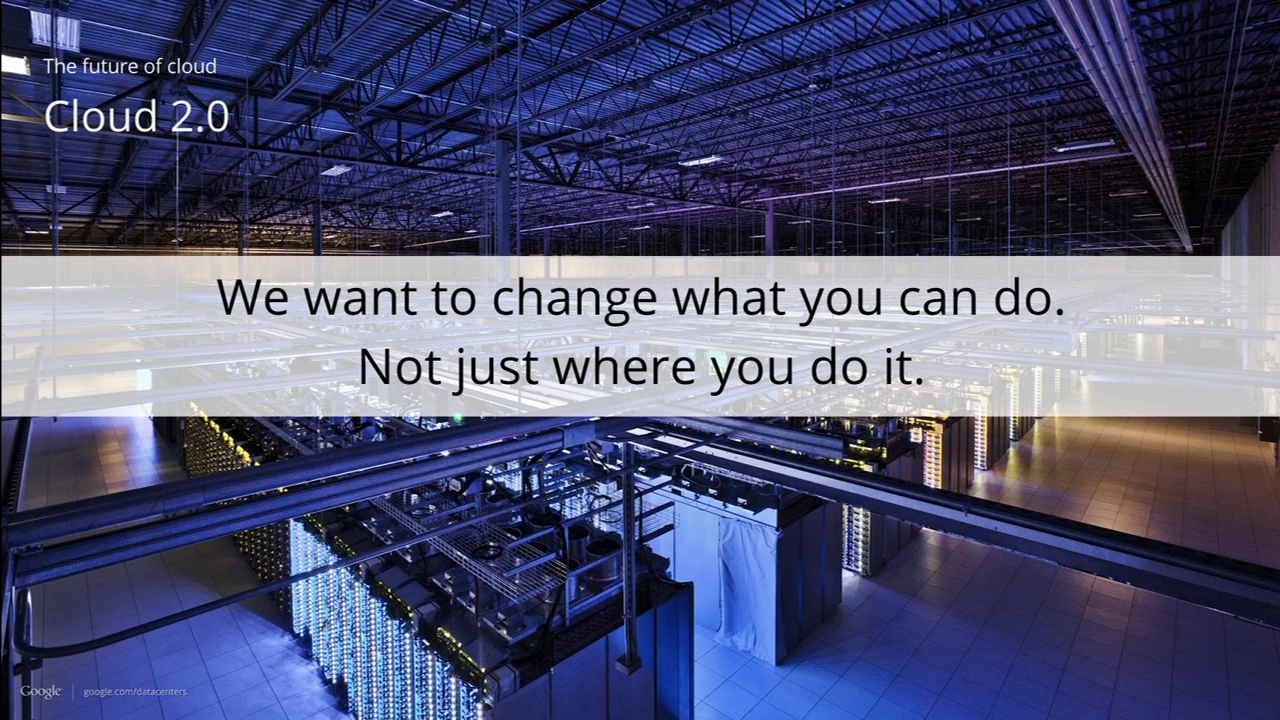 The future of cloud
Cloud 2.0
We want to change what you can do.
Not just where you do it.
Google | google.com/datacenters